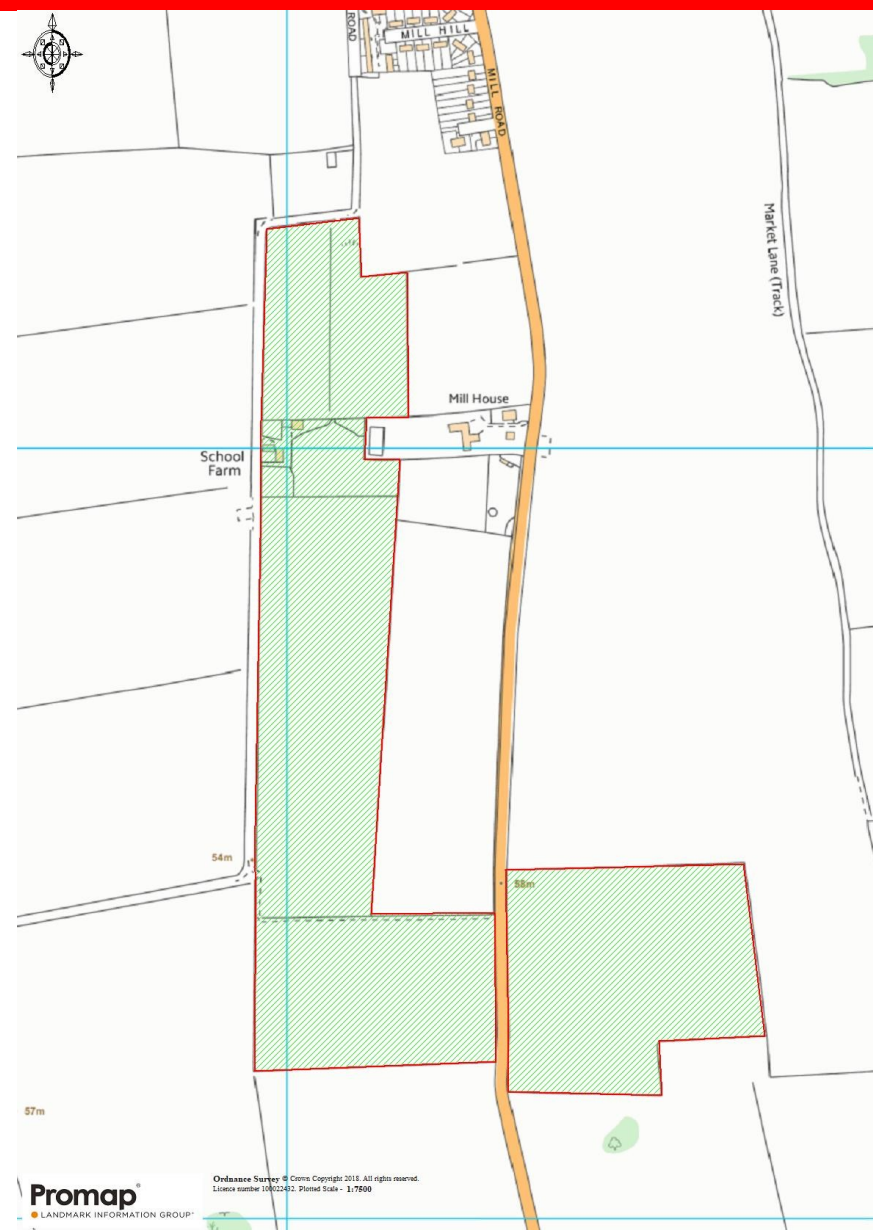 ROAD
MILL HILL
MILL ROAD
Market Lane (Track)
Mill House
School
Farm
54m
58m
57m
Promap®
LANDMARK INFORMATION GROUP®
Ordnance Survey © Crown Copyright 2018. All rights reserved.
Licence number 100022432. Plotted Scale - 1:7500